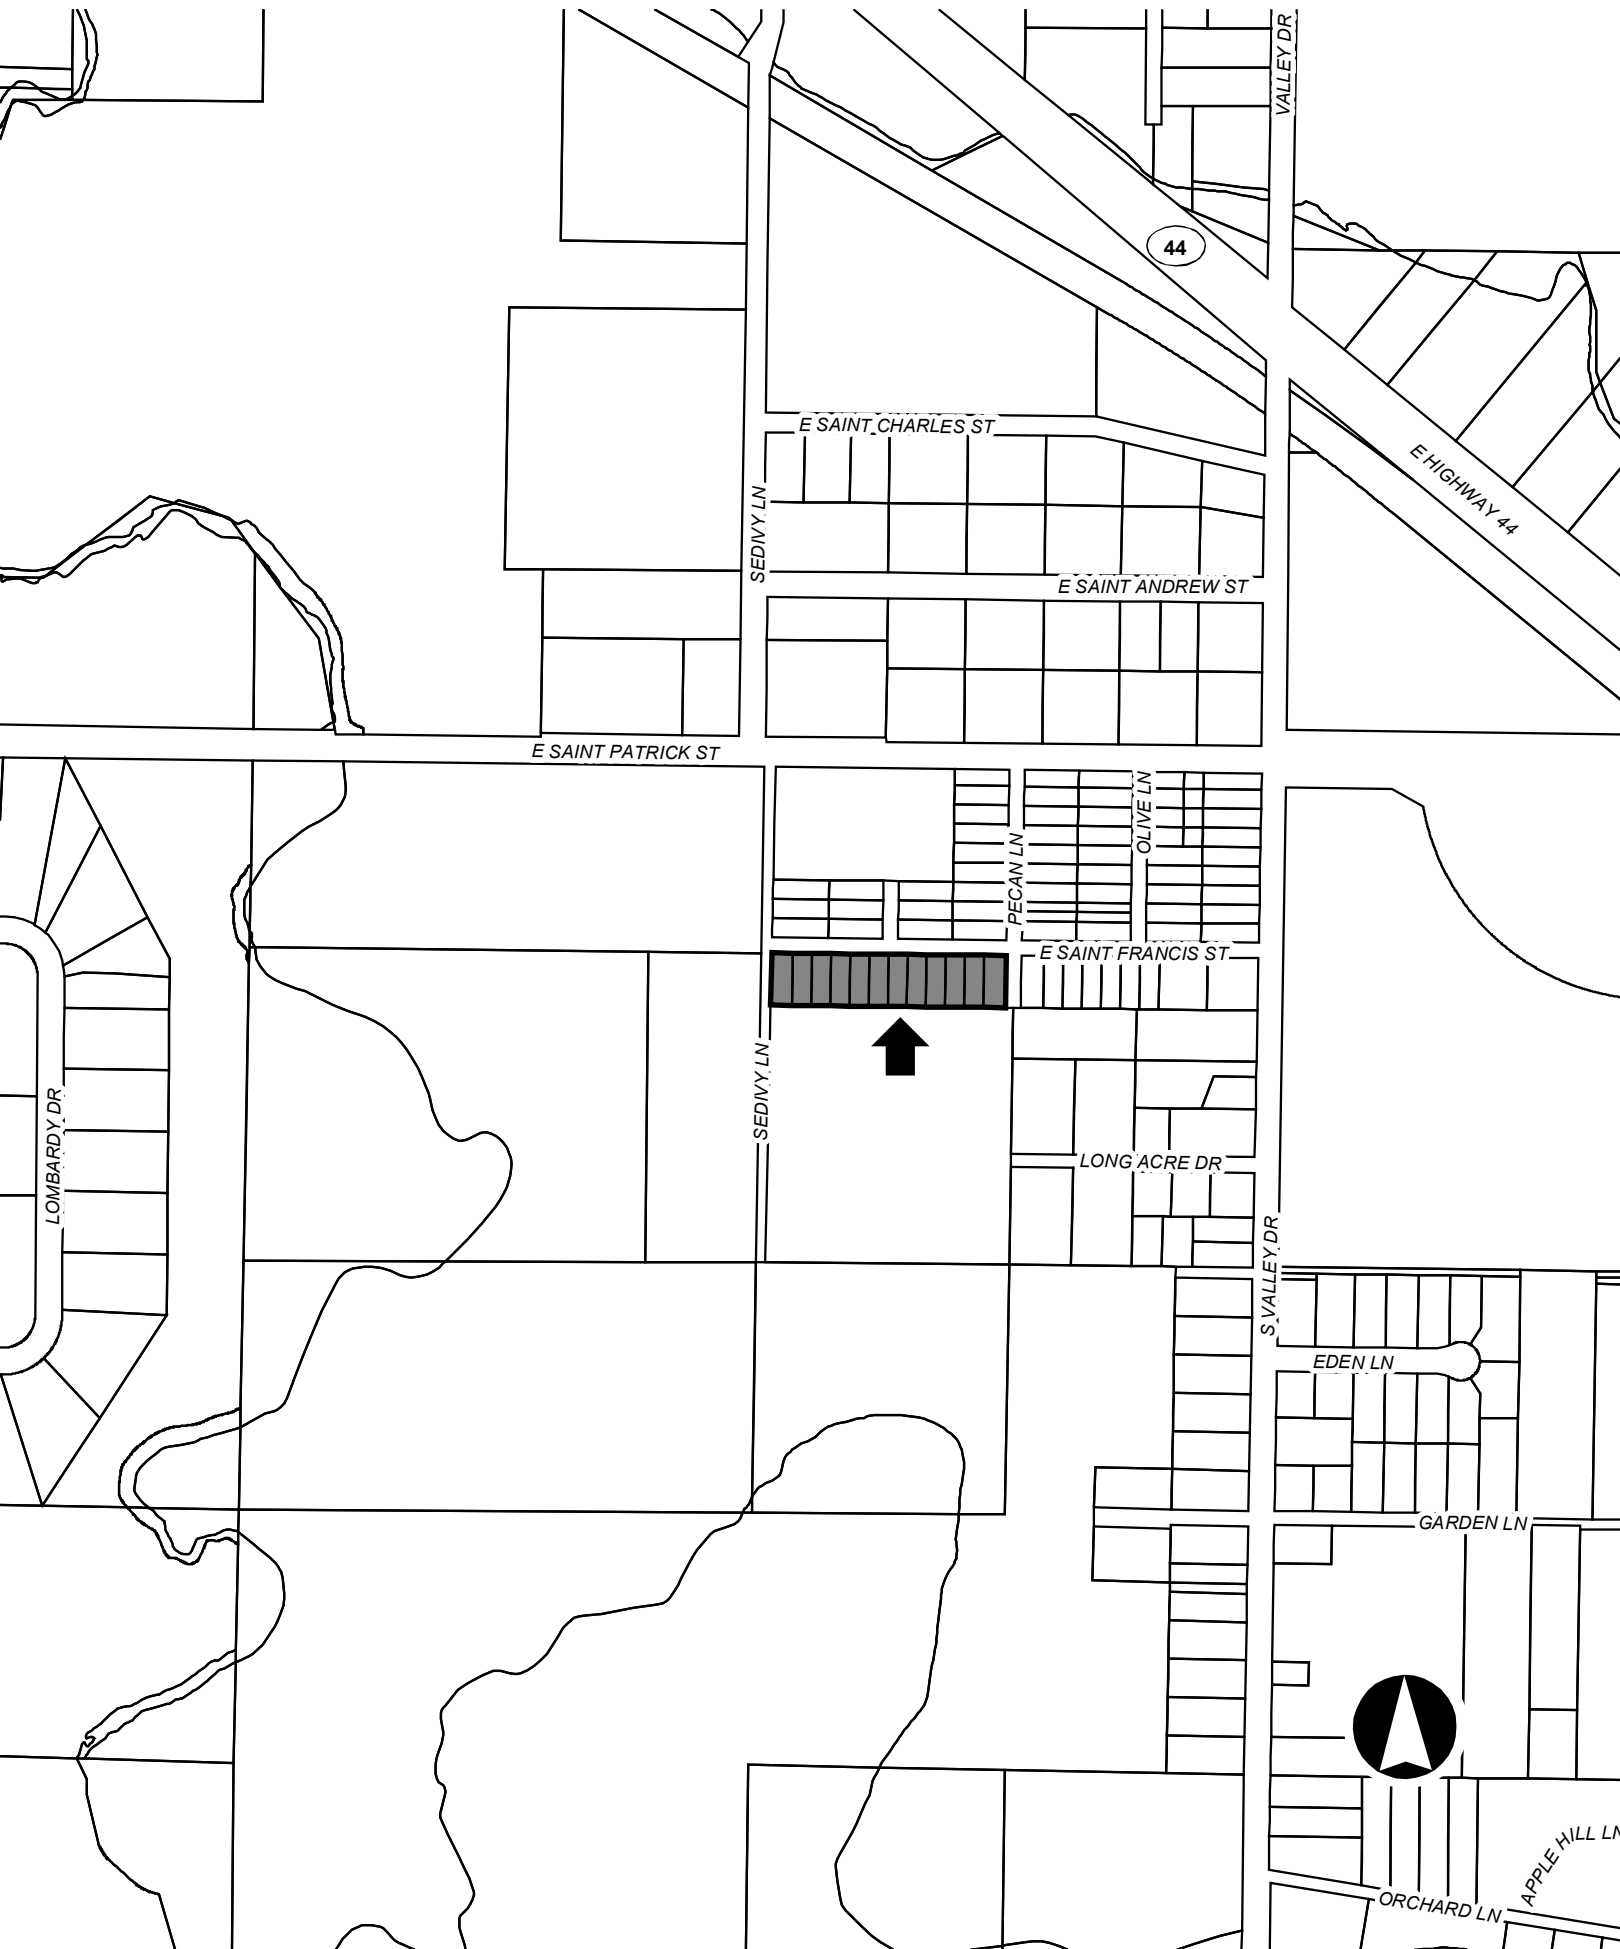 VALLEY DR
44
E SAINT CHARLES ST
E HIGHWAY 44
SEDIVY LN
E SAINT ANDREW ST
E SAINT PATRICK ST
OLIVE LN
PECAN LN
E SAINT FRANCIS ST
SEDIVY LN
LOMBARDY DR
LONG ACRE DR
S VALLEY DR
EDEN LN
GARDEN LN
APPLE HILL LN
ORCHARD LN